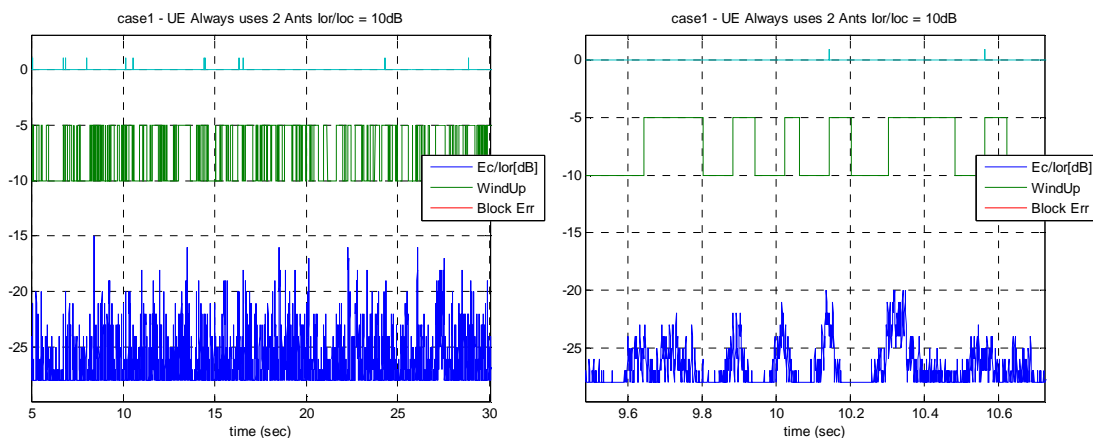 case1 - UE Always uses 2 Ants Ior/Ioc = 10dB
0
-5
-10
-15
-20
-25
5
10
15
20
25
30
time (sec)
Ec/Ior[dB]
WindUp
Block Err
case1 - UE Always uses 2 Ants Ior/Ioc = 10dB
0
-5
-10
-15
-20
-25
9.6
9.8
10
10.2
10.4
10.6
time (sec)
Ec/Ior[dB]
WindUp
Block Err